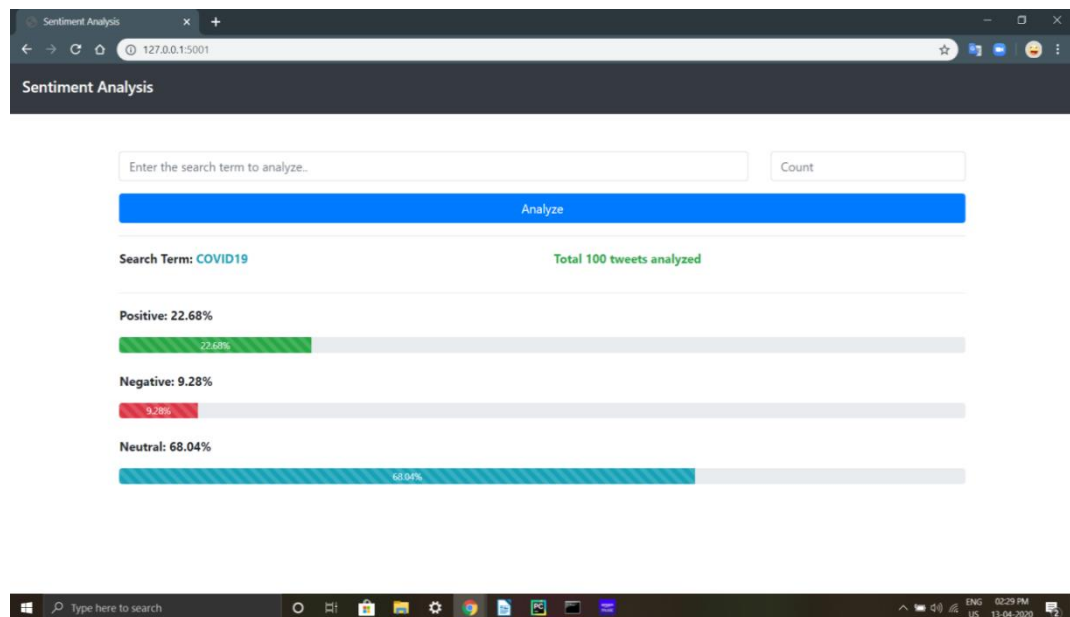 Sentiment Analysis
127.0.0.1:5001
Sentiment Analysis
Enter the search term to analyze.. Count
Analyze
Search Term: COVID19 Total 100 tweets analyzed
Positive: 22.68%
22.68%
Negative: 9.28%
9.28%
Neutral: 68.04%
68.04%
Type here to search ENG 02:29 PM
US 13-04-2020